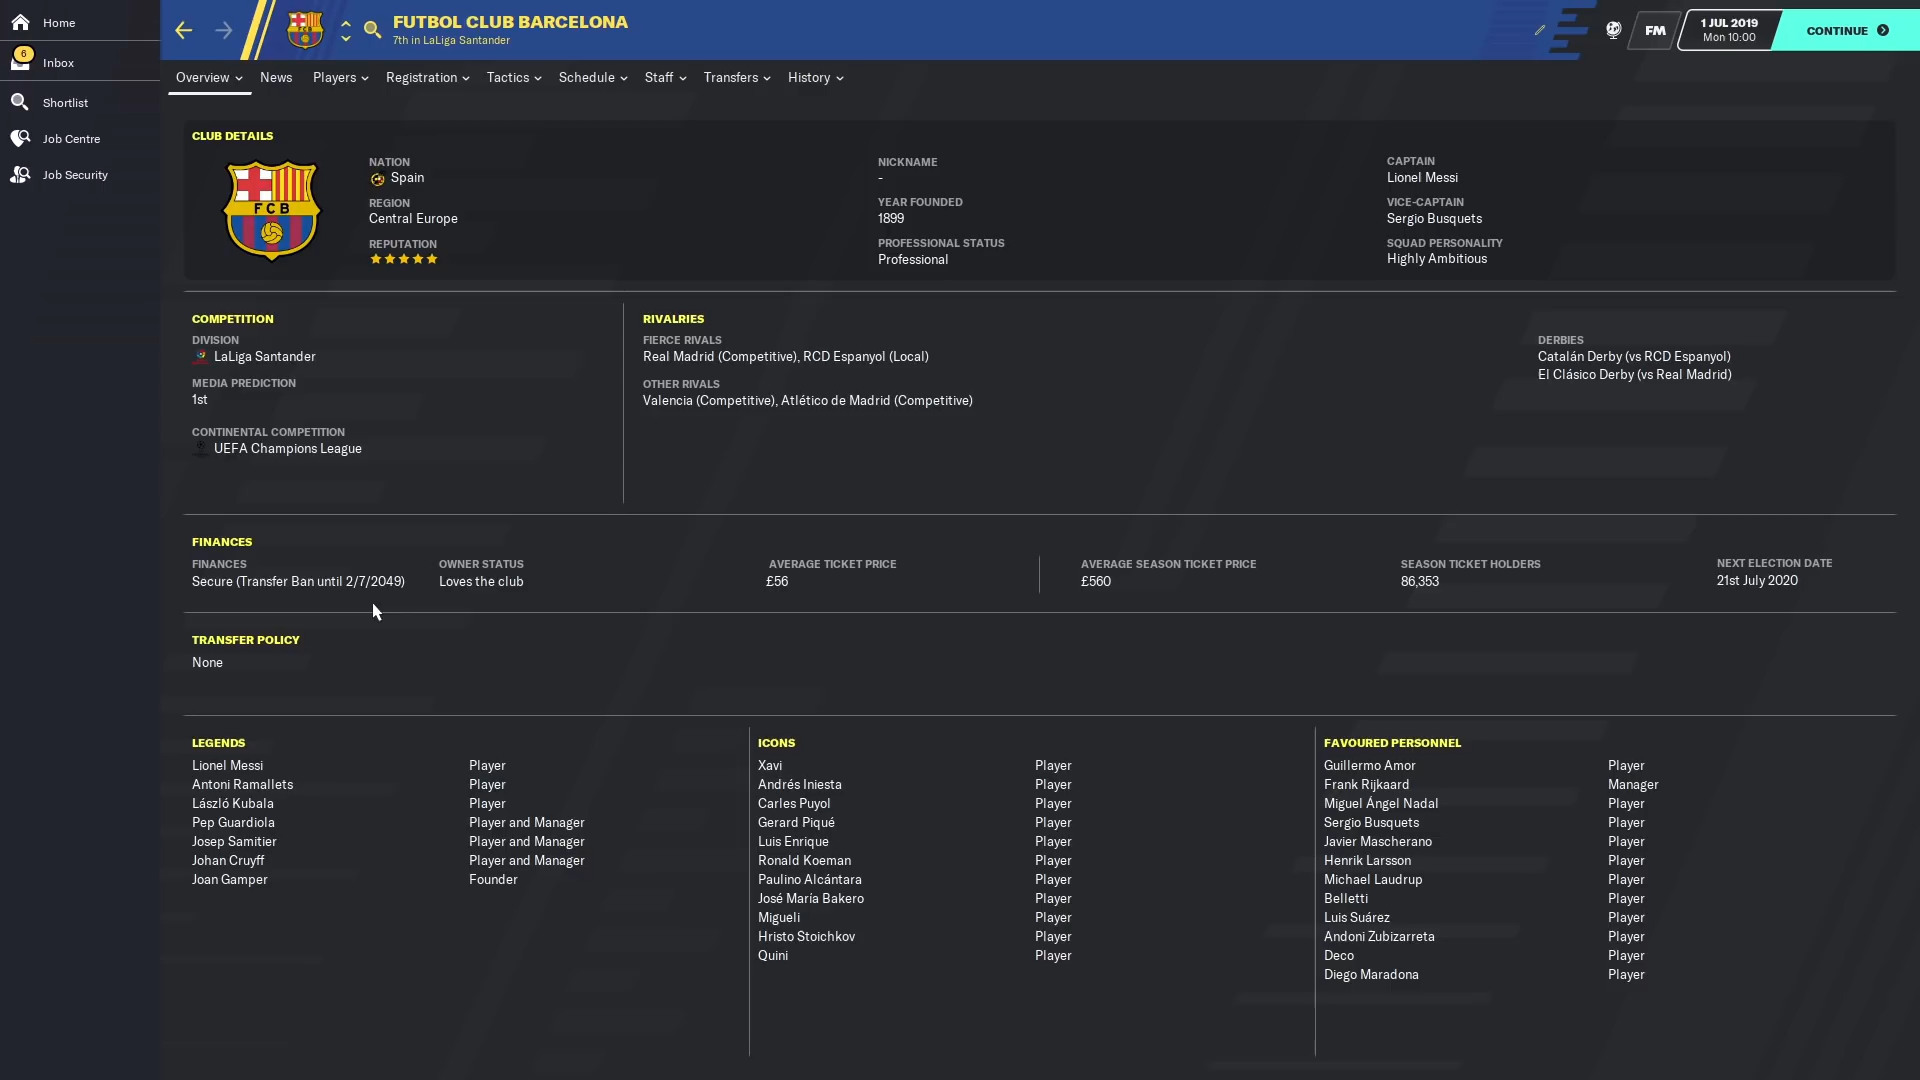 Home
6
Inbox
Shortlist
Job Centre
Job Security
FCB
FUTBOL CLUB BARCELONA
7th in LaLiga Santander
FM
1 JUL 2019
Mon 10:00
CONTINUE
Overview News Players Registration Tactics Schedule Staff Transfers History
CLUB DETAILS
FCB
NATION
Spain
REGION
Central Europe
REPUTATION
NICKNAME
-
YEAR FOUNDED
1899
PROFESSIONAL STATUS
Professional
CAPTAIN
Lionel Messi
VICE-CAPTAIN
Sergio Busquets
SQUAD PERSONALITY
Highly Ambitious
COMPETITION
DIVISION
LaLiga Santander
MEDIA PREDICTION
1st
CONTINENTAL COMPETITION
UEFA Champions League
RIVALRIES
FIERCE RIVALS
Real Madrid (Competitive), RCD Espanyol (Local)
OTHER RIVALS
Valencia (Competitive), Atlético de Madrid (Competitive)
DERBIES
Catalán Derby (vs RCD Espanyol)
El Clásico Derby (vs Real Madrid)
FINANCES
FINANCES
Secure (Transfer Ban until 2/7/2049)
OWNER STATUS
Loves the club
AVERAGE TICKET PRICE
£56
AVERAGE SEASON TICKET PRICE
£560
SEASON TICKET HOLDERS
86,353
NEXT ELECTION DATE
21st July 2020
TRANSFER POLICY
None
LEGENDS
Lionel Messi Player
Antoni Ramallets Player
László Kubala Player
Pep Guardiola Player and Manager
Josep Samitier Player and Manager
Johan Cruyff Player and Manager
Joan Gamper Founder
ICONS
Xavi Player
Andrés Iniesta Player
Carles Puyol Player
Gerard Piqué Player
Luis Enrique Player
Ronald Koeman Player
Paulino Alcántara Player
José María Bakero Player
Migueli Player
Hristo Stoichkov Player
Quini Player
FAVOURED PERSONNEL
Guillermo Amor Player
Frank Rijkaard Manager
Miguel Ángel Nadal Player
Sergio Busquets Player
Javier Mascherano Player
Henrik Larsson Player
Michael Laudrup Player
Belletti Player
Luis Suárez Player
Andoni Zubizarreta Player
Deco Player
Diego Maradona Player